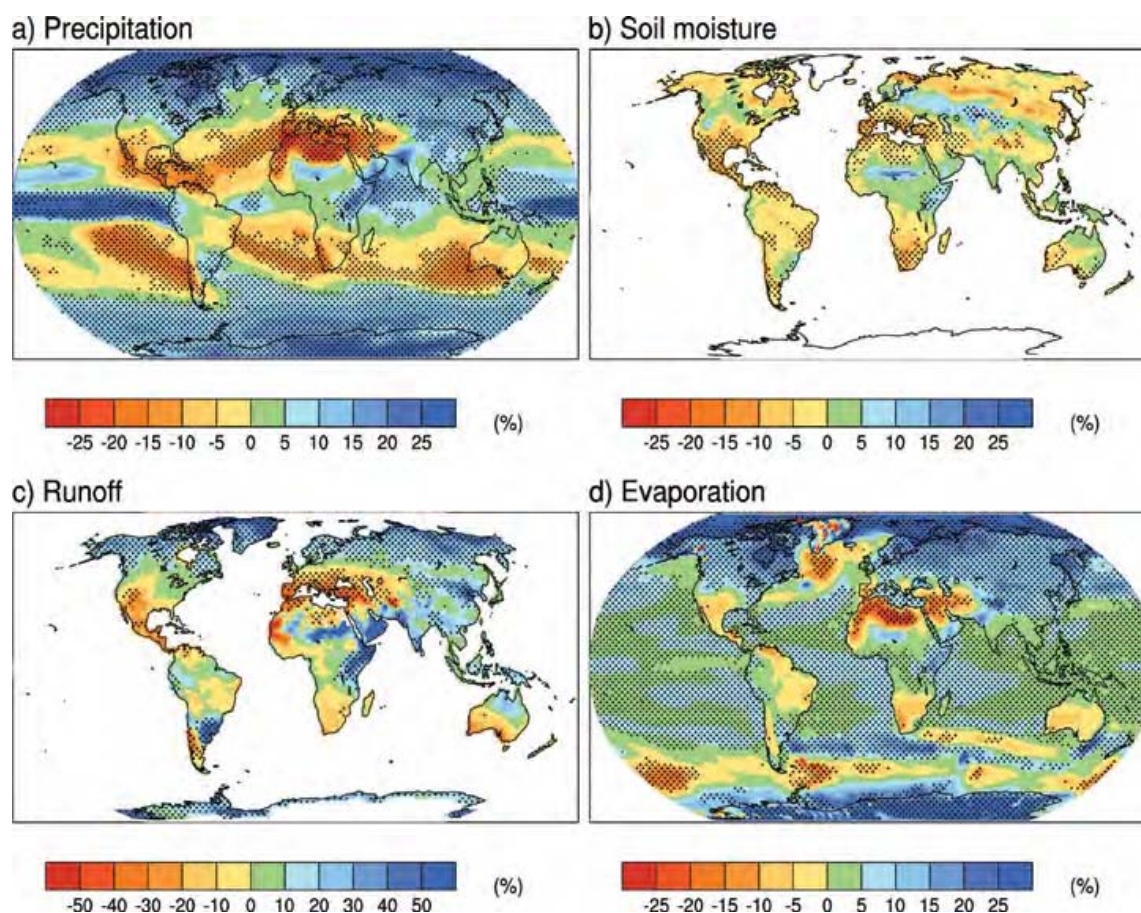 a) Precipitation
b) Soil moisture
-25 -20 -15 -10 -5 0 5 10 15 20 25 (%)
-25 -20 -15 -10 -5 0 5 10 15 20 25 (%)
c) Runoff
d) Evaporation
-50 -40 -30 -20 -10 0 10 20 30 40 50 (%)
-25 -20 -15 -10 -5 0 5 10 15 20 25 (%)